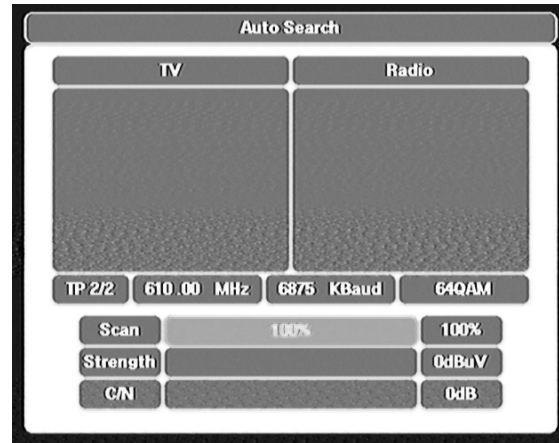 Auto Search
TV Radio
TP 2/2 610.00 MHz 6875 KBaud 64QAM
Scan 100% 100%
Strength 0dBuV
C/N 0dB